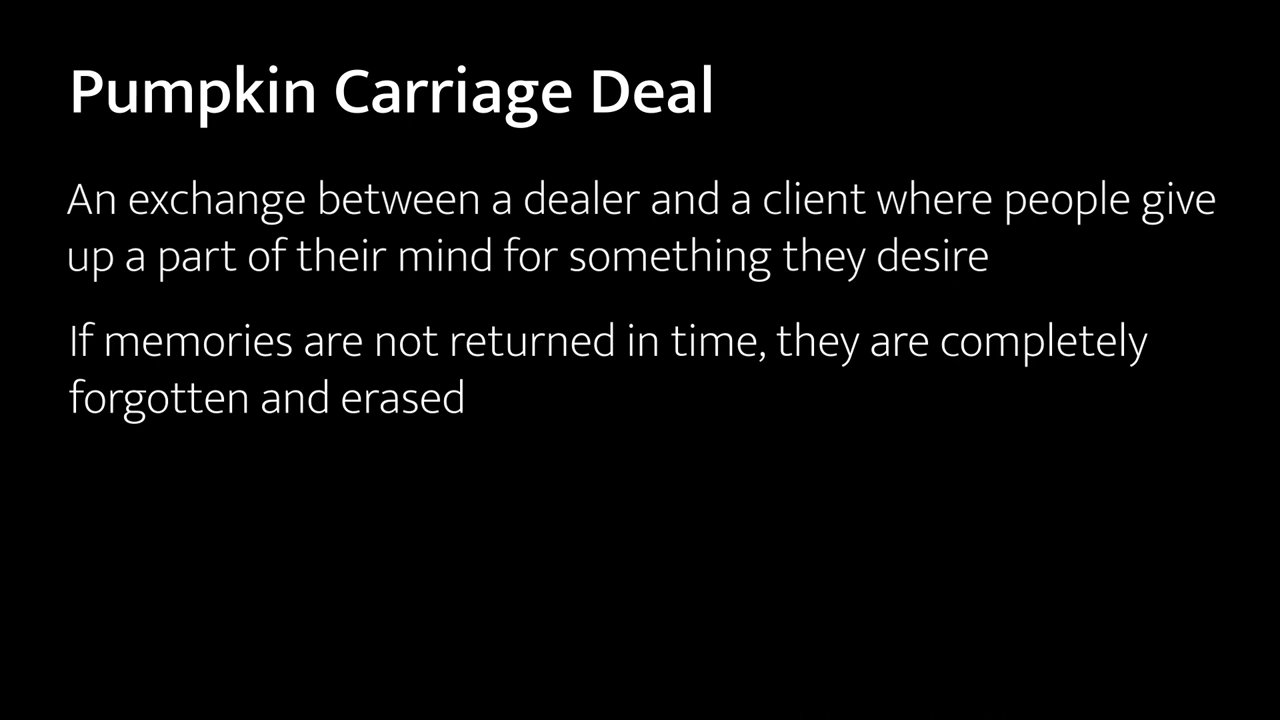 Pumpkin Carriage Deal
An exchange between a dealer and a client where people give
up a part of their mind for something they desire
If memories are not returned in time, they are completely
forgotten and erased